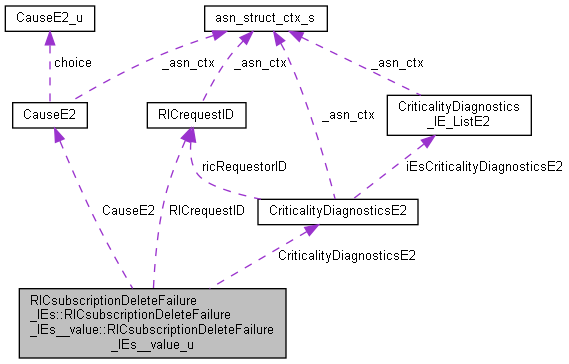 CauseE2_u
asn_struct_ctx_s
choice
_asn_ctx
_asn_ctx
_asn_ctx
_asn_ctx
CauseE2
RICrequestID
CriticalityDiagnostics
_IE_ListE2
ricRequestorID
iEsCriticalityDiagnosticsE2
CauseE2
RICrequestID
CriticalityDiagnosticsE2
CriticalityDiagnosticsE2
RICsubscriptionDeleteFailure
_IEs::RICsubscriptionDeleteFailure
_IEs__value::RICsubscriptionDeleteFailure
_IEs__value_u